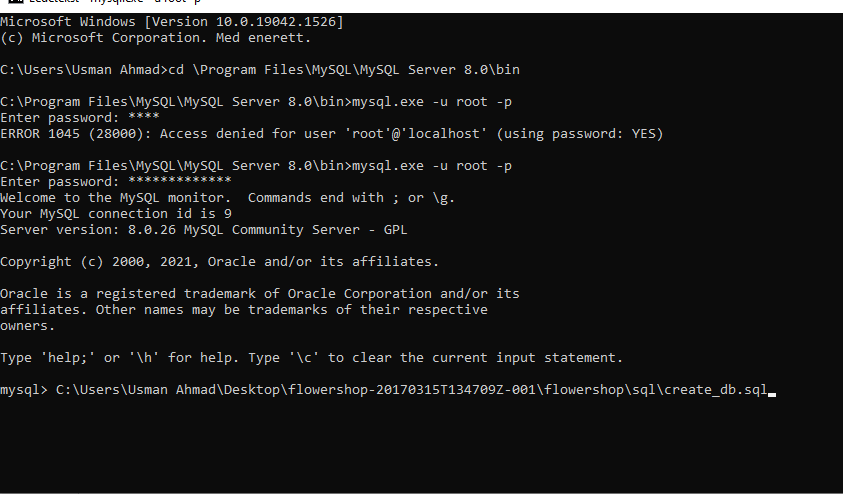 Microsoft Windows [Version 10.0.19042.1526]
(c) Microsoft Corporation. Med enerett.
C:\Users\Usman Ahmad>cd \Program Files\MySQL\MySQL Server 8.0\bin
C:\Program Files\MySQL\MySQL Server 8.0\bin>mysql.exe -u root -p
Enter password: ****
ERROR 1045 (28000): Access denied for user 'root'@'localhost' (using password: YES)
C:\Program Files\MySQL\MySQL Server 8.0\bin>mysql.exe -u root -p
Enter password: *************
Welcome to the MySQL monitor.  Commands end with ; or \g.
Your MySQL connection id is 9
Server version: 8.0.26 MySQL Community Server - GPL
Copyright (c) 2000, 2021, Oracle and/or its affiliates.
Oracle is a registered trademark of Oracle Corporation and/or its
affiliates. Other names may be trademarks of their respective
owners.
Type 'help;' or '\h' for help. Type '\c' to clear the current input statement.
mysql> C:\Users\Usman Ahmad\Desktop\flowershop-20170315T134709Z-001\flowershop\sql\create_db.sql